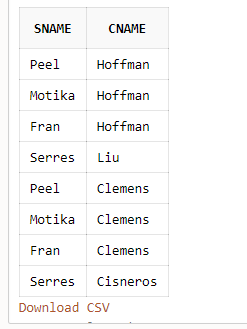 SNAME CNAME
Peel Hoffman
Motika Hoffman
Fran Hoffman
Serres Liu
Peel Clemens
Motika Clemens
Fran Clemens
Serres Cisneros
Download CSV